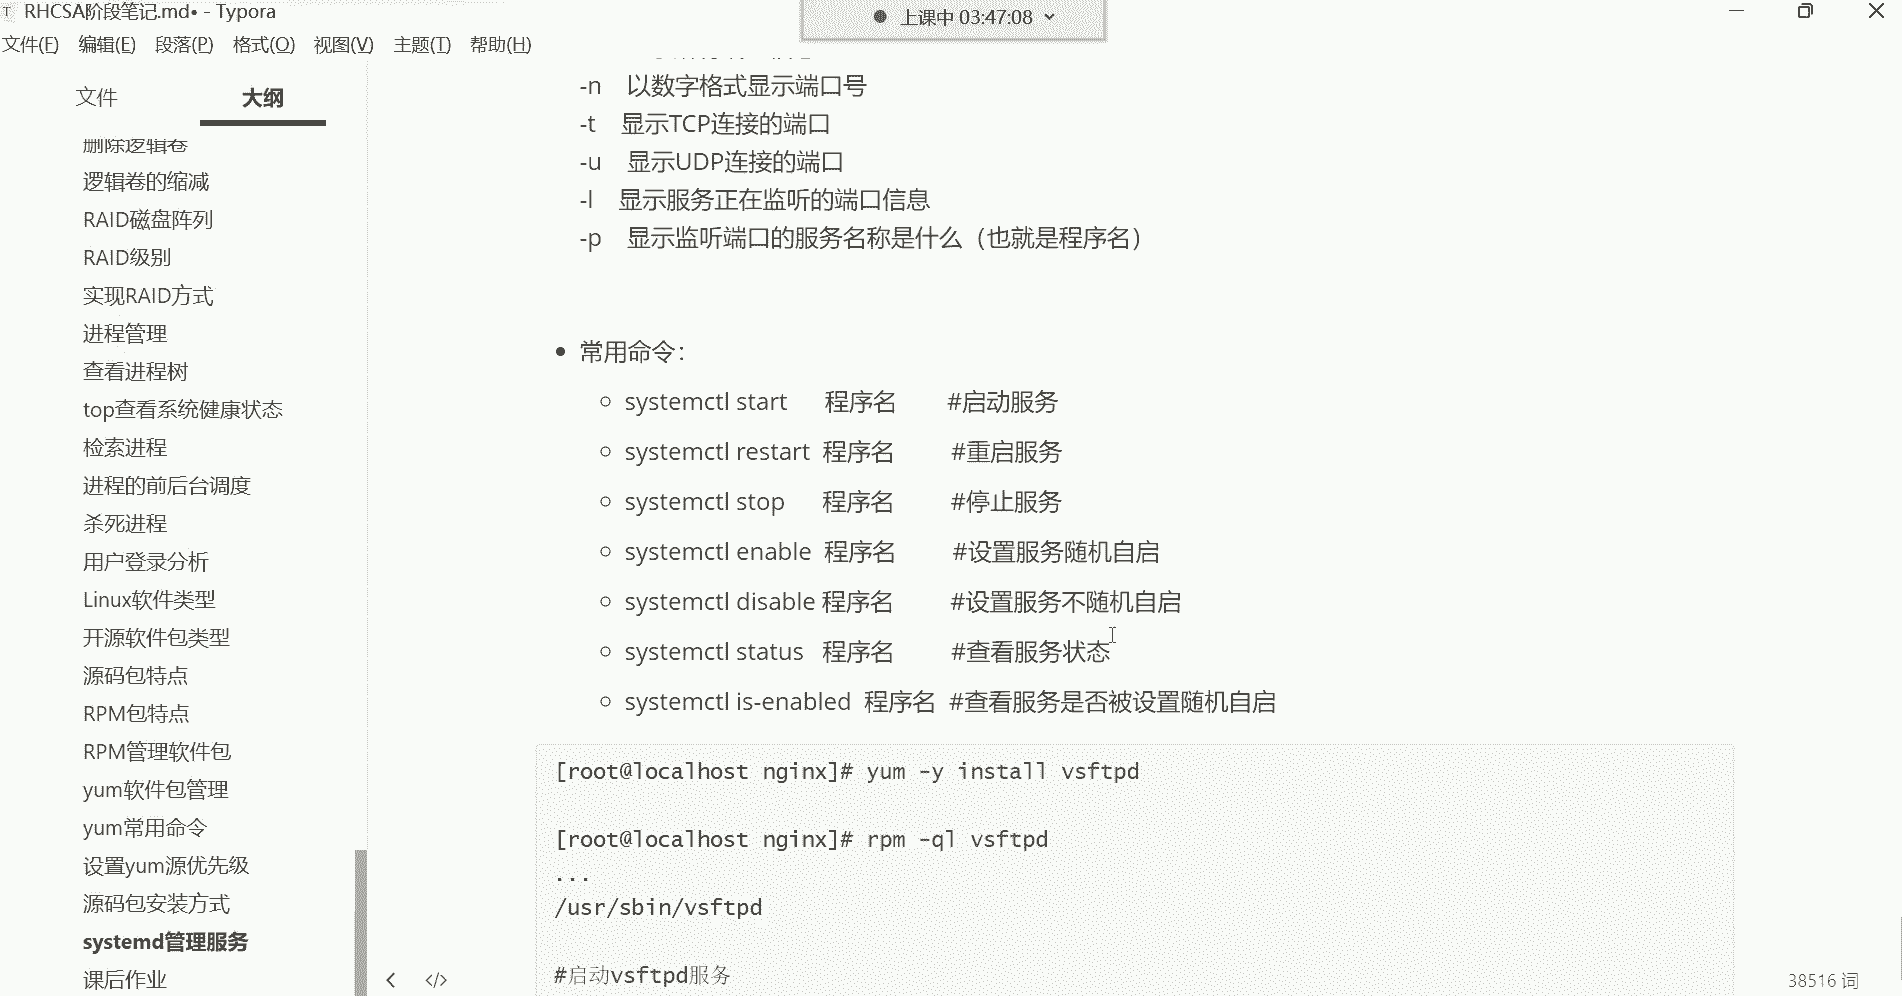 RHCSA阶段笔记.md• - Typora
上课中 03:47:08
文件(F) 编辑(E) 段落(P) 格式(O) 视图(V) 主题(T) 帮助(H)
文件 大纲
删除逻辑卷
逻辑卷的缩减
RAID磁盘阵列
RAID级别
实现RAID方式
进程管理
查看进程树
top查看系统健康状态
检索进程
进程的前后台调度
杀死进程
用户登录分析
Linux软件类型
开源软件包类型
源码包特点
RPM包特点
RPM管理软件包
yum软件包管理
yum常用命令
设置yum源优先级
源码包安装方式
systemd管理服务
课后作业
-n 以数字格式显示端口号
-t 显示TCP连接的端口
-u 显示UDP连接的端口
-l 显示服务正在监听的端口信息
-p 显示监听端口的服务名称是什么（也就是程序名）
常用命令：
systemctl start 程序名 #启动服务
systemctl restart 程序名 #重启服务
systemctl stop 程序名 #停止服务
systemctl enable 程序名 #设置服务随机自启
systemctl disable 程序名 #设置服务不随机自启
systemctl status 程序名 #查看服务状态
systemctl is-enabled 程序名 #查看服务是否被设置随机自启
[root@localhost nginx]# yum -y install vsftpd
[root@localhost nginx]# rpm -ql vsftpd
...
/usr/sbin/vsftpd
#启动vsftpd服务
38516 词